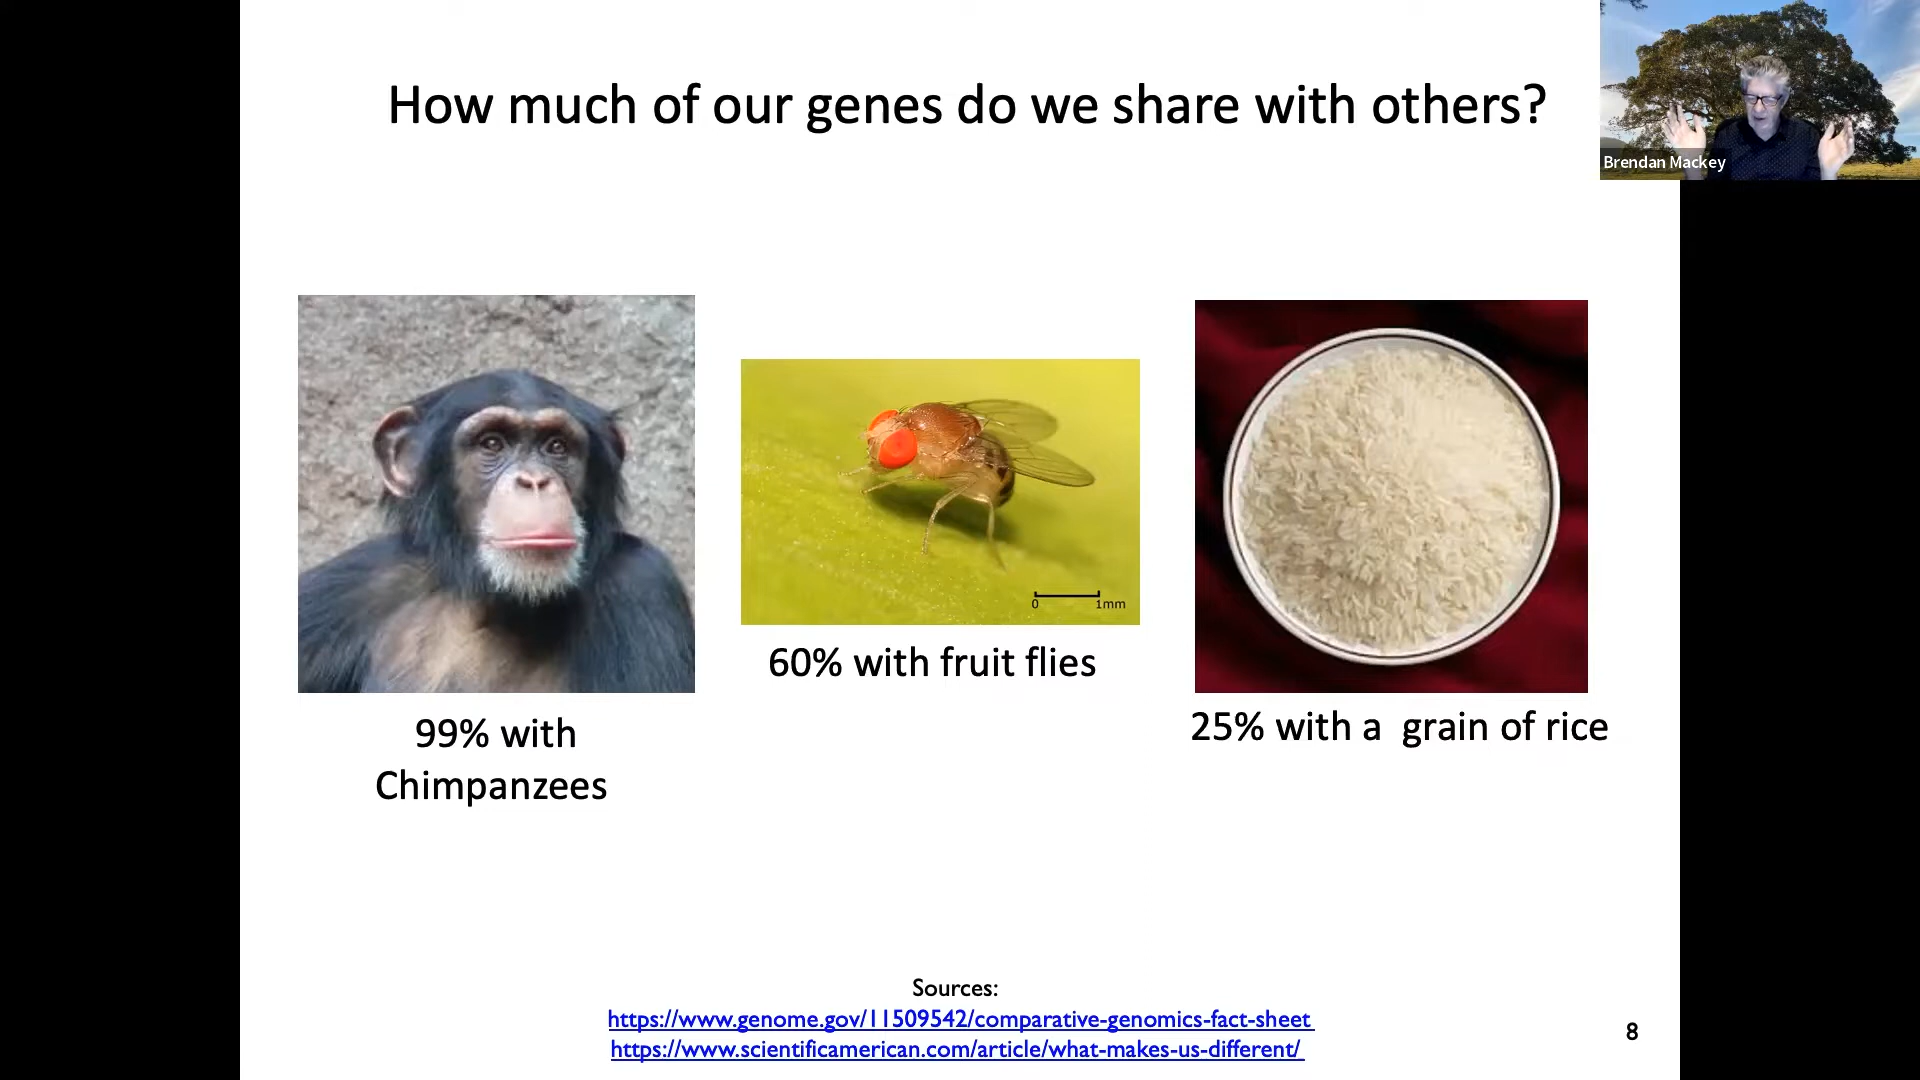 How much of our genes do we share with others?
Brendan Mackey
0 1mm
60% with fruit flies
99% with
Chimpanzees
25% with a grain of rice
Sources:
https://www.genome.gov/11509542/comparative-genomics-fact-sheet
https://www.scientificamerican.com/article/what-makes-us-different/
8